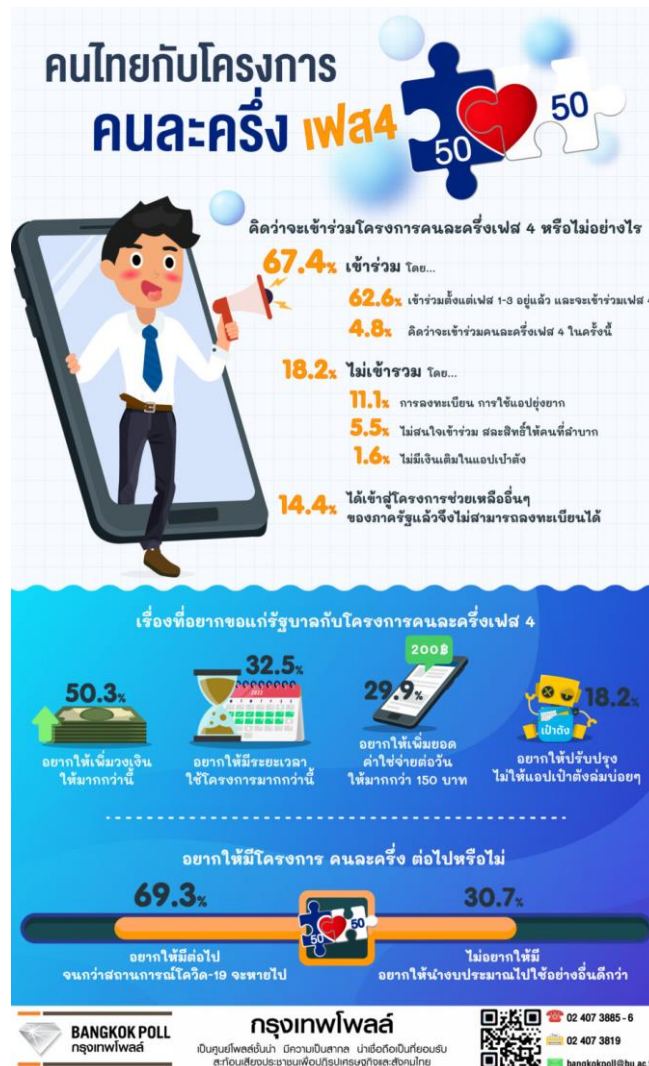 คนไทยกับโครงการ
คนละครึ่ง เฟส4
50
50
คิดว่าจะเข้าร่วมโครงการคนละครึ่งเฟส 4 หรือไม่อย่างไร
67.4% เข้าร่วม โดย...
62.6% เข้าร่วมตั้งแต่เฟส 1-3 อยู่แล้ว และจะเข้าร่วมเฟส 4
4.8% คิดว่าจะเข้าร่วมคนละครึ่งเฟส 4 ในครั้งนี้
18.2% ไม่เข้ารวม โดย...
11.1% การลงทะเบียน การใช้แอปยุ่งยาก
5.5% ไม่สนใจเข้าร่วม สละสิทธิ์ให้คนที่ลำบาก
1.6% ไม่มีเงินเติมในแอปเป๋าตัง
14.4% ได้เข้าสู่โครงการช่วยเหลืออื่นๆ
ของภาครัฐแล้วจึงไม่สามารถลงทะเบียนได้
เรื่องที่อยากขอแก่รัฐบาลกับโครงการคนละครึ่งเฟส 4
50.3%
อยากให้เพิ่มวงเงิน
ให้มากกว่านี้
32.5%
อยากให้มีระยะเวลา
ใช้โครงการมากกว่านี้
200฿
29.9%
อยากให้เพิ่มยอด
ค่าใช้จ่ายต่อวัน
ให้มากกว่า 150 บาท
18.2%
เป๋าตัง
อยากให้ปรับปรุง
ไม่ให้แอปเป๋าตังล่มบ่อยๆ
อยากให้มีโครงการ คนละครึ่ง ต่อไปหรือไม่
69.3%
30.7%
50
50
อยากให้มีต่อไป
จนกว่าสถานการณ์โควิด-19 จะหายไป
ไม่อยากให้มี
อยากให้นำงบประมาณไปใช้อย่างอื่นดีกว่า
BANGKOK POLL
กรุงเทพโพลล์
กรุงเทพโพลล์
เป็นศูนย์โพลล์ชั้นนำ มีความเป็นสากล น่าเชื่อถือเป็นที่ยอมรับ
สะท้อนเสียงประชาชนเพื่อปฏิรูปเศรษฐกิจและสังคมไทย
02 407 3885 - 6
02 407 3819
bangkokpoll@bu.ac